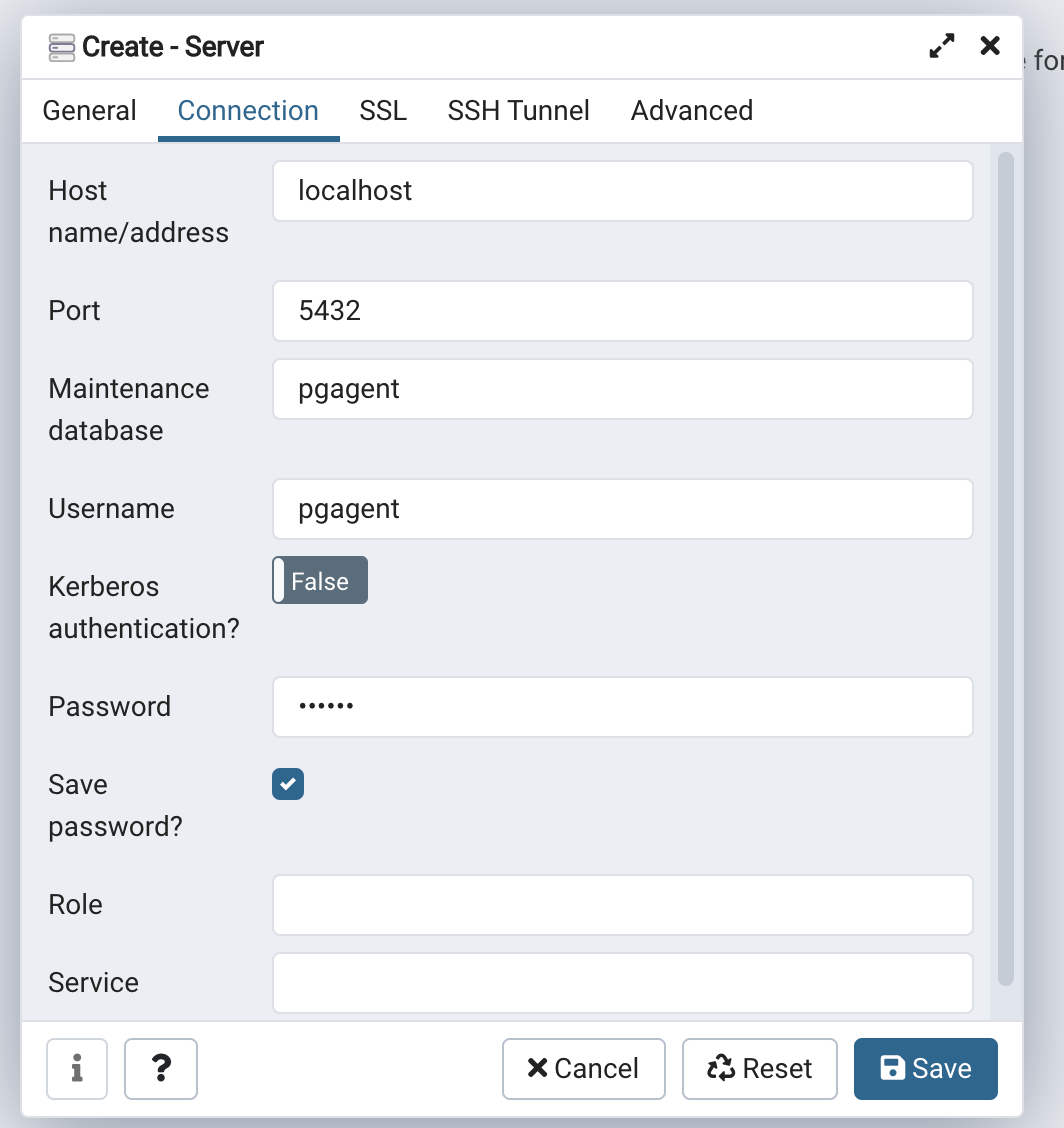 Create - Server
for
General Connection SSL SSH Tunnel Advanced
Host
name/address
localhost
Port
5432
Maintenance
database
pgagent
Username
pgagent
Kerberos
authentication?
False
Password
••••••
Save
password?
Role
Service
i ? Cancel Reset Save